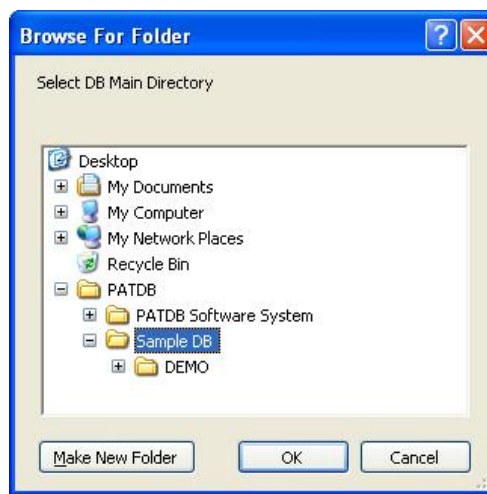 Browse For Folder
Select DB Main Directory
Desktop
My Documents
My Computer
My Network Places
Recycle Bin
PATDB
PATDB Software System
Sample DB
DEMO
Make New Folder OK Cancel